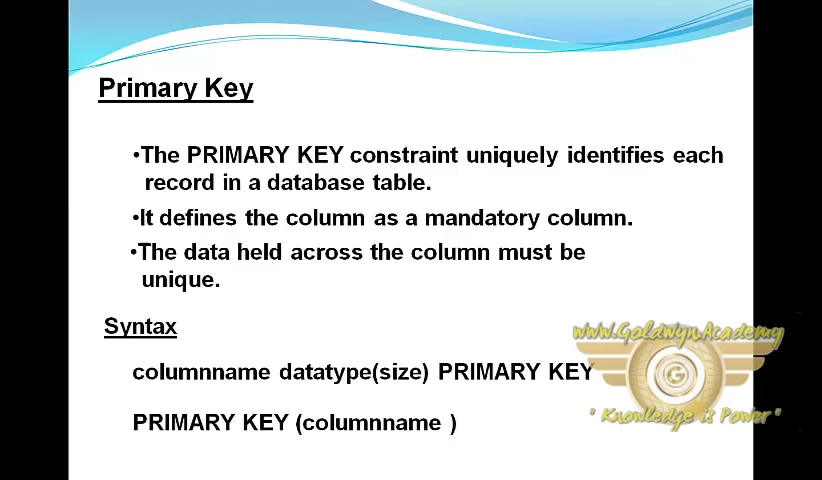 Primary Key
•The PRIMARY KEY constraint uniquely identifies each
record in a database table.
•It defines the column as a mandatory column.
•The data held across the column must be
unique.
Syntax
www.GoldwynAcademy
columnname datatype(size) PRIMARY KEY
G
" Knowledge is Power "
PRIMARY KEY (columnname )